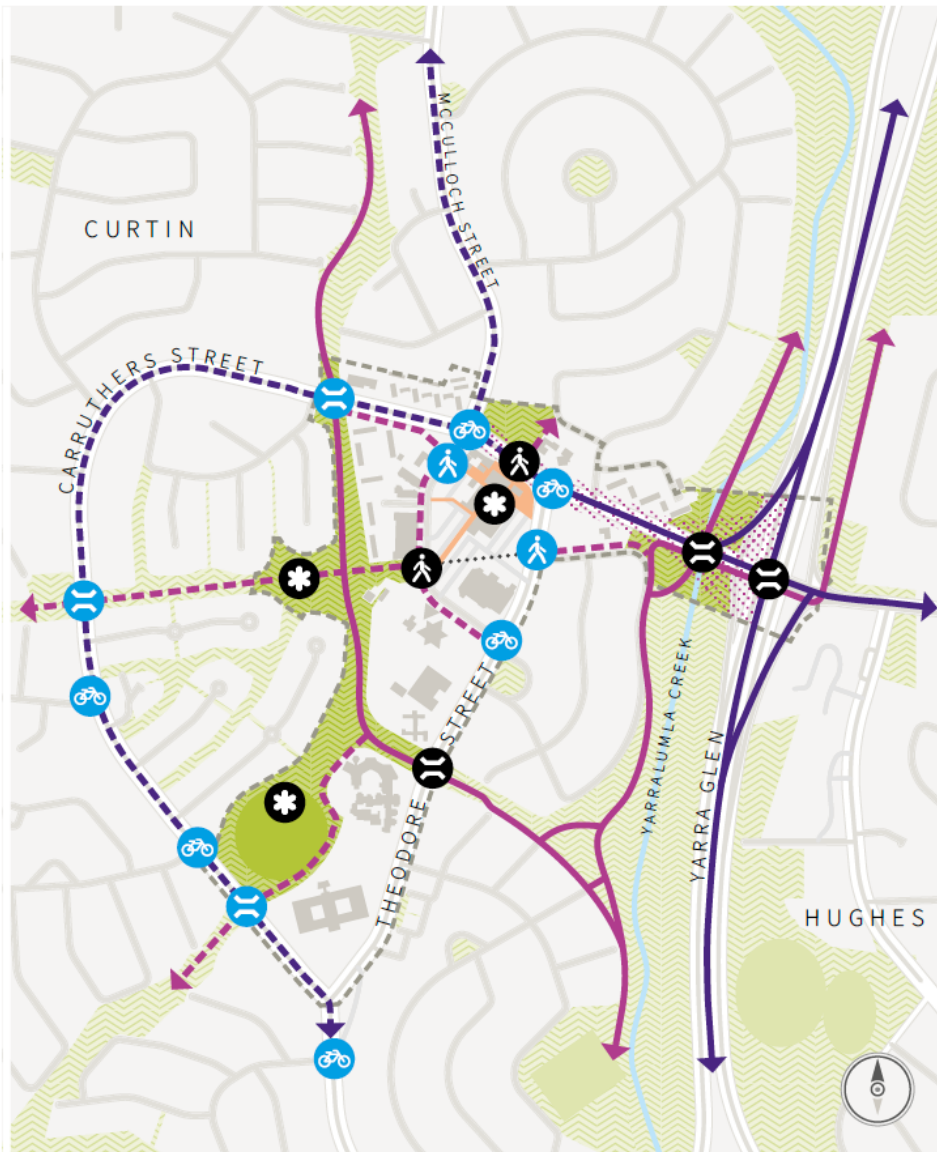 MCCULLOCH STREET
CURTIN
CARRUTHERS STREET
THEODORE STREET
YARRALUMLA CREEK
YARRA GLEN
HUGHES